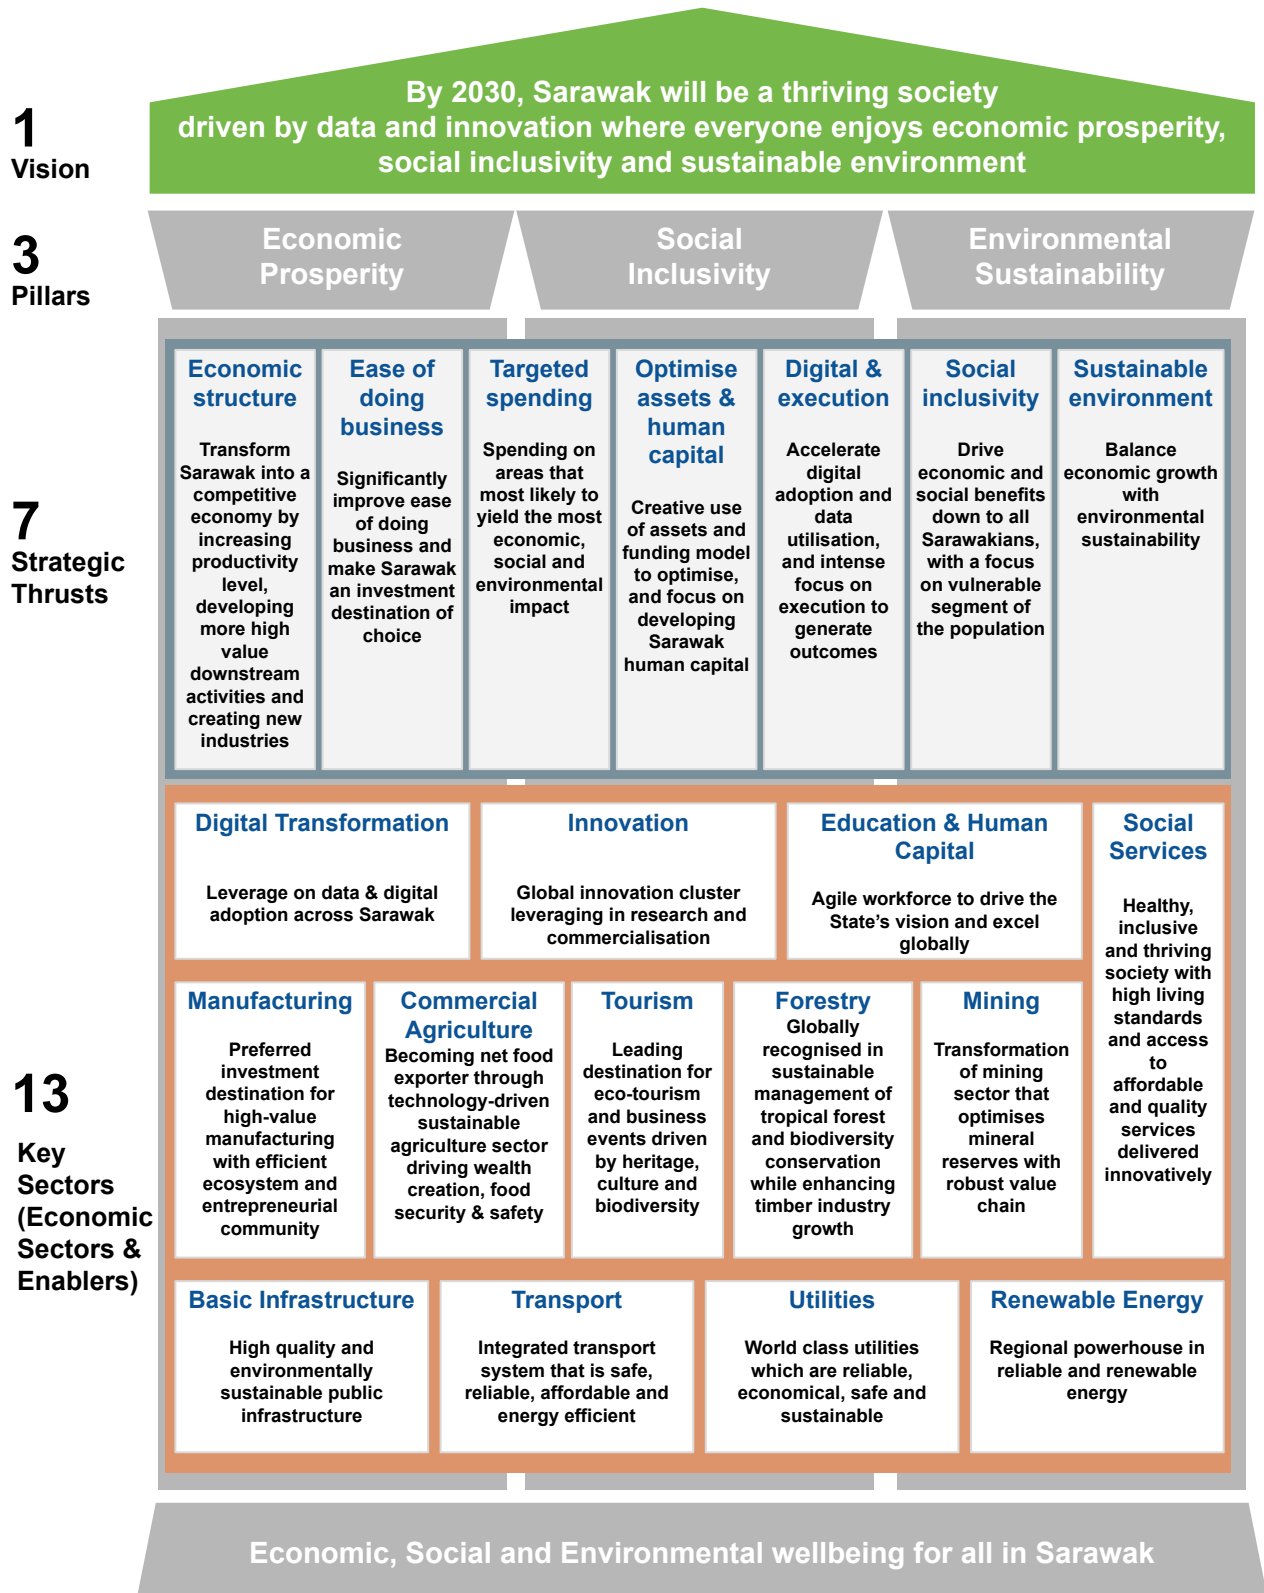 By 2030, Sarawak will be a thriving society
driven by data and innovation where everyone enjoys economic prosperity,
social inclusivity and sustainable environment
1
Vision
3
Pillars
Economic
Prosperity
Social
Inclusivity
Environmental
Sustainability
7
Strategic
Thrusts
Economic
structure
Transform
Sarawak into a
competitive
economy by
increasing
productivity
level,
developing
more high
value
downstream
activities and
creating new
industries
Ease of
doing
business
Significantly
improve ease
of doing
business and
make Sarawak
an investment
destination of
choice
Targeted
spending
Spending on
areas that
most likely to
yield the most
economic,
social and
environmental
impact
Optimise
assets &
human
capital
Creative use
of assets and
funding model
to optimise,
and focus on
developing
Sarawak
human capital
Digital &
execution
Accelerate
digital
adoption and
data
utilisation,
and intense
focus on
execution to
generate
outcomes
Social
inclusivity
Drive
economic and
social benefits
down to all
Sarawakians,
with a focus
on vulnerable
segment of
the population
Sustainable
environment
Balance
economic growth
with
environmental
sustainability
13
Key
Sectors
(Economic
Sectors &
Enablers)
Digital Transformation
Leverage on data & digital
adoption across Sarawak
Innovation
Global innovation cluster
leveraging in research and
commercialisation
Education & Human
Capital
Agile workforce to drive the
State’s vision and excel
globally
Social
Services
Healthy,
inclusive
and thriving
society with
high living
standards
and access
to
affordable
and quality
services
delivered
innovatively
Manufacturing
Preferred
investment
destination for
high-value
manufacturing
with efficient
ecosystem and
entrepreneurial
community
Commercial
Agriculture
Becoming net food
exporter through
technology-driven
sustainable
agriculture sector
driving wealth
creation, food
security & safety
Tourism
Leading
destination for
eco-tourism
and business
events driven
by heritage,
culture and
biodiversity
Forestry
Globally
recognised in
sustainable
management of
tropical forest
and biodiversity
conservation
while enhancing
timber industry
growth
Mining
Transformation
of mining
sector that
optimises
mineral
reserves with
robust value
chain
Basic Infrastructure
High quality and
environmentally
sustainable public
infrastructure
Transport
Integrated transport
system that is safe,
reliable, affordable and
energy efficient
Utilities
World class utilities
which are reliable,
economical, safe and
sustainable
Renewable Energy
Regional powerhouse in
reliable and renewable
energy
Economic, Social and Environmental wellbeing for all in Sarawak